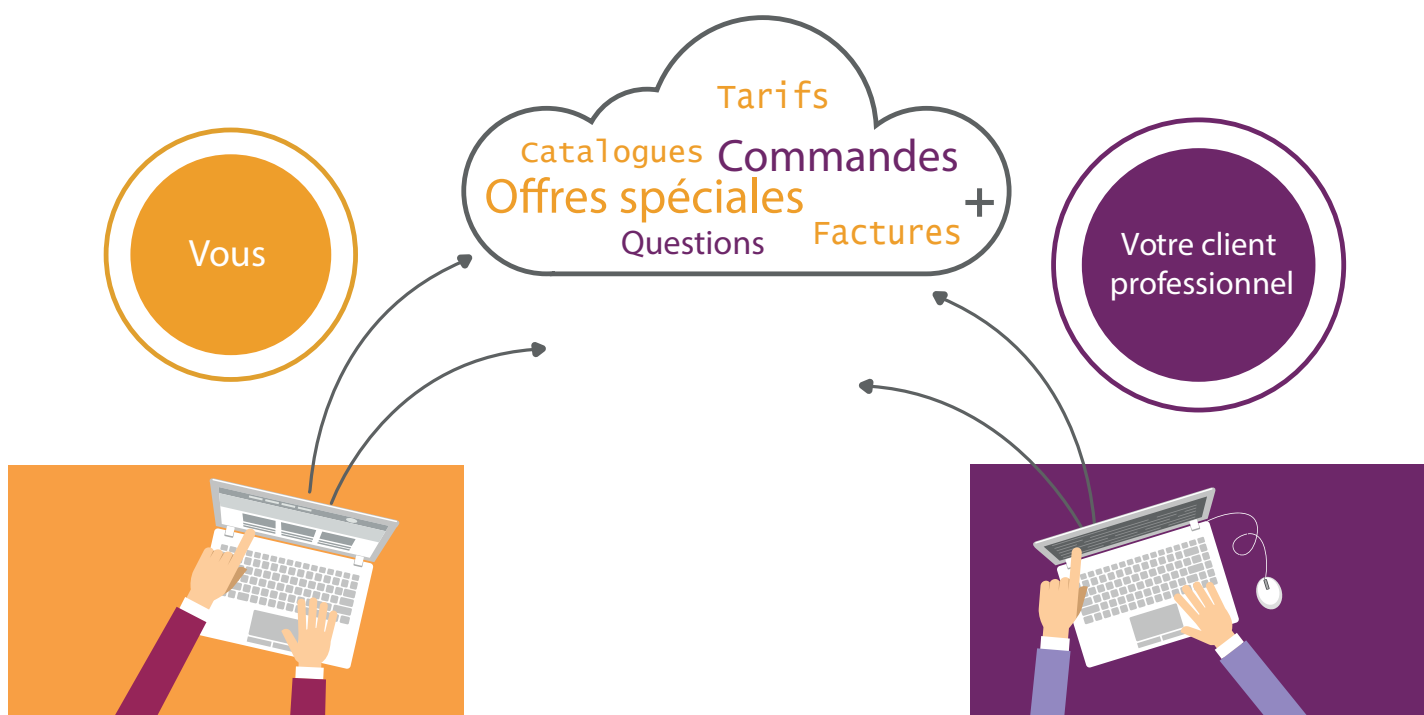 Tarifs
Catalogues Commandes
Offres spéciales +
Questions Factures
Vous
Votre client
professionnel